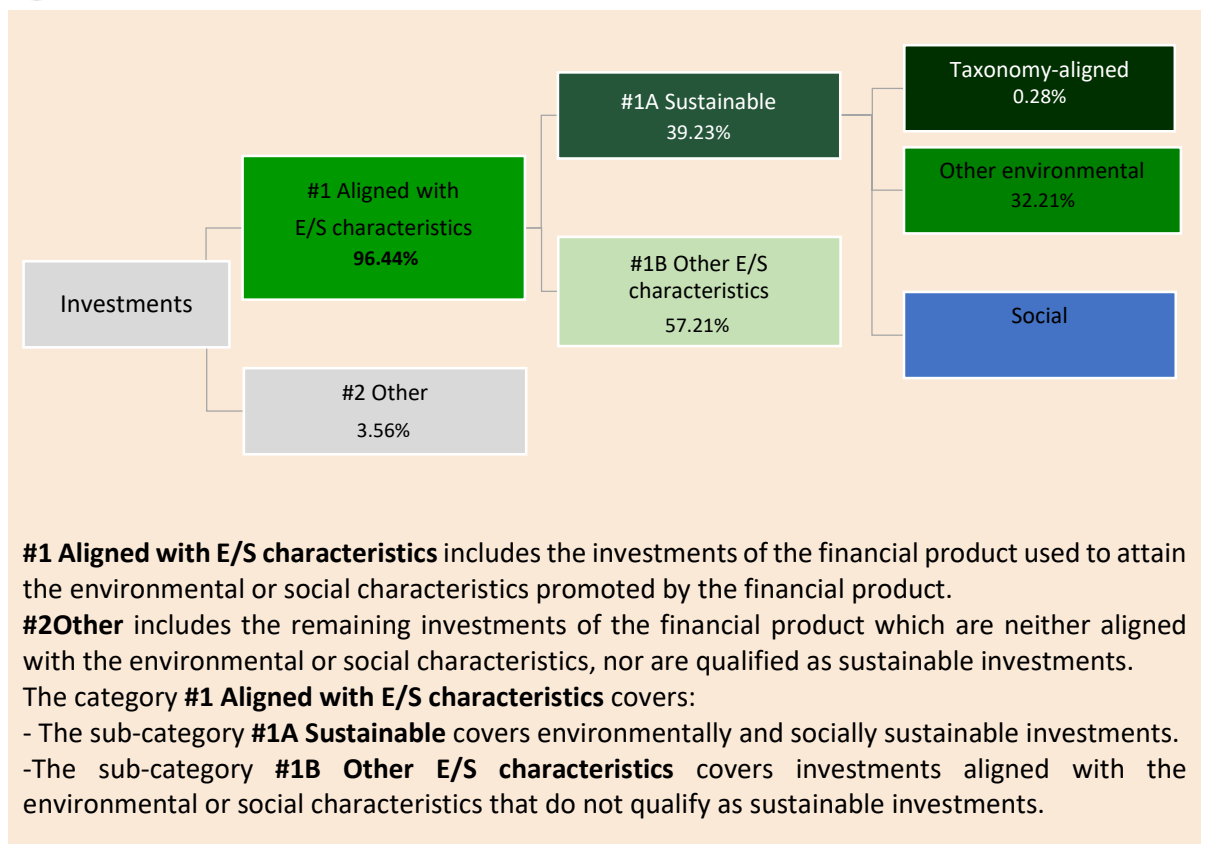 Investments
#1 Aligned with
E/S characteristics
96.44%
#2 Other
3.56%
#1A Sustainable
39.23%
#1B Other E/S
characteristics
57.21%
Taxonomy-aligned
0.28%
Other environmental
32.21%
Social
#1 Aligned with E/S characteristics includes the investments of the financial product used to attain
the environmental or social characteristics promoted by the financial product.
#2Other includes the remaining investments of the financial product which are neither aligned
with the environmental or social characteristics, nor are qualified as sustainable investments.
The category #1 Aligned with E/S characteristics covers:
- The sub-category #1A Sustainable covers environmentally and socially sustainable investments.
-The sub-category #1B Other E/S characteristics covers investments aligned with the
environmental or social characteristics that do not qualify as sustainable investments.